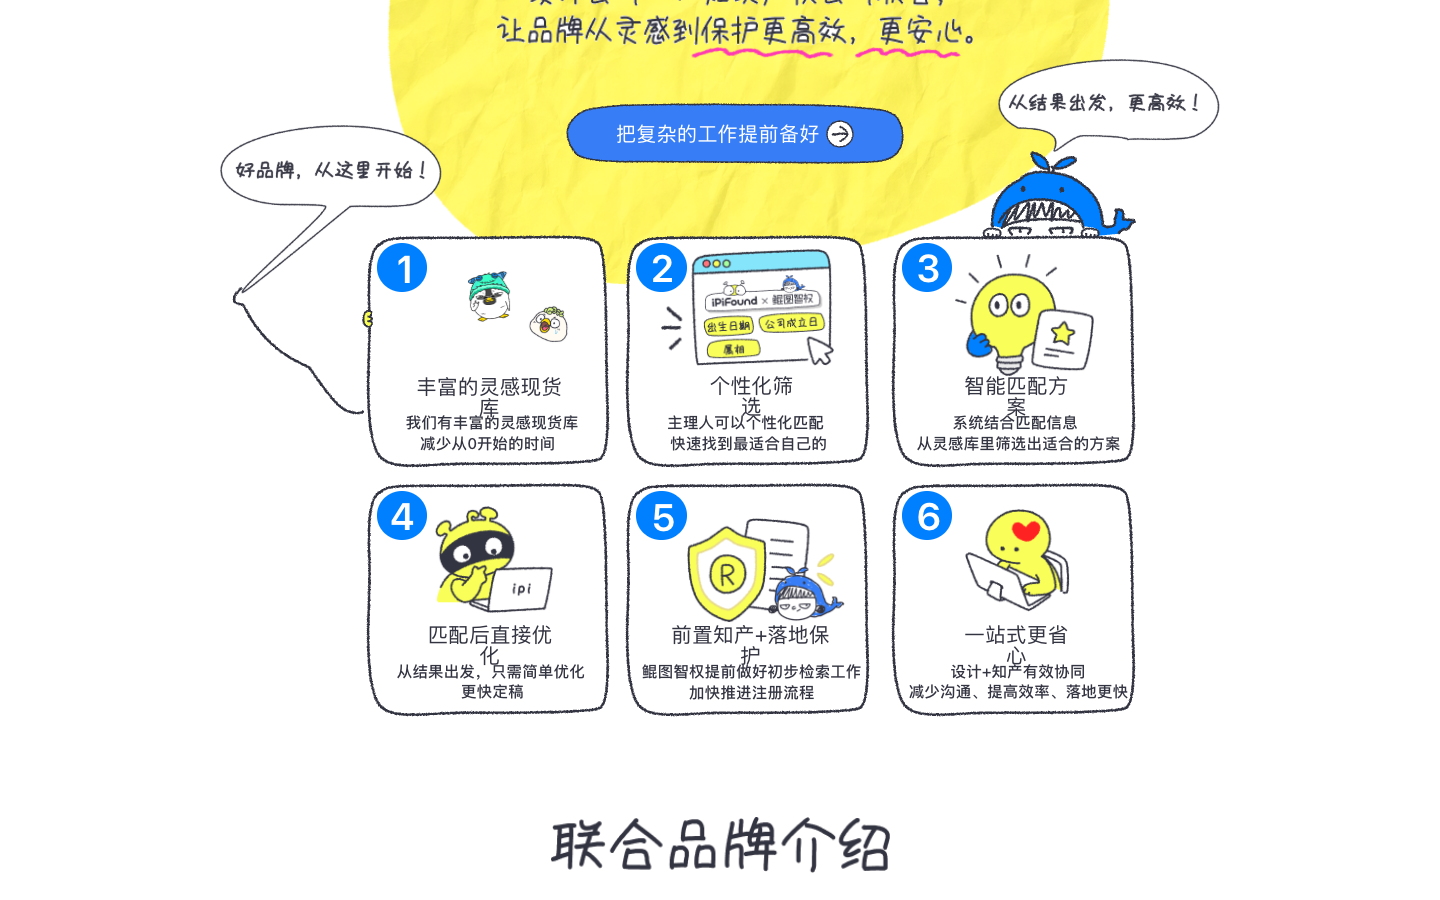 让品牌从灵感到保护更高效，更安心。
从结果出发，更高效！
把复杂的工作提前备好
好品牌，从这里开始！
1
丰富的灵感现货
库
我们有丰富的灵感现货库
减少从0开始的时间
2
iPiFound × 鲲图智权
出生日期
公司成立日
属相
个性化筛
选
主理人可以个性化匹配
快速找到最适合自己的
3
智能匹配方
案
系统结合匹配信息
从灵感库里筛选出适合的方案
4
ipi
匹配后直接优
化
从结果出发，只需简单优化
更快定稿
5
R
前置知产+落地保
护
鲲图智权提前做好初步检索工作
加快推进注册流程
6
一站式更省
心
设计+知产有效协同
减少沟通、提高效率、落地更快
联合品牌介绍